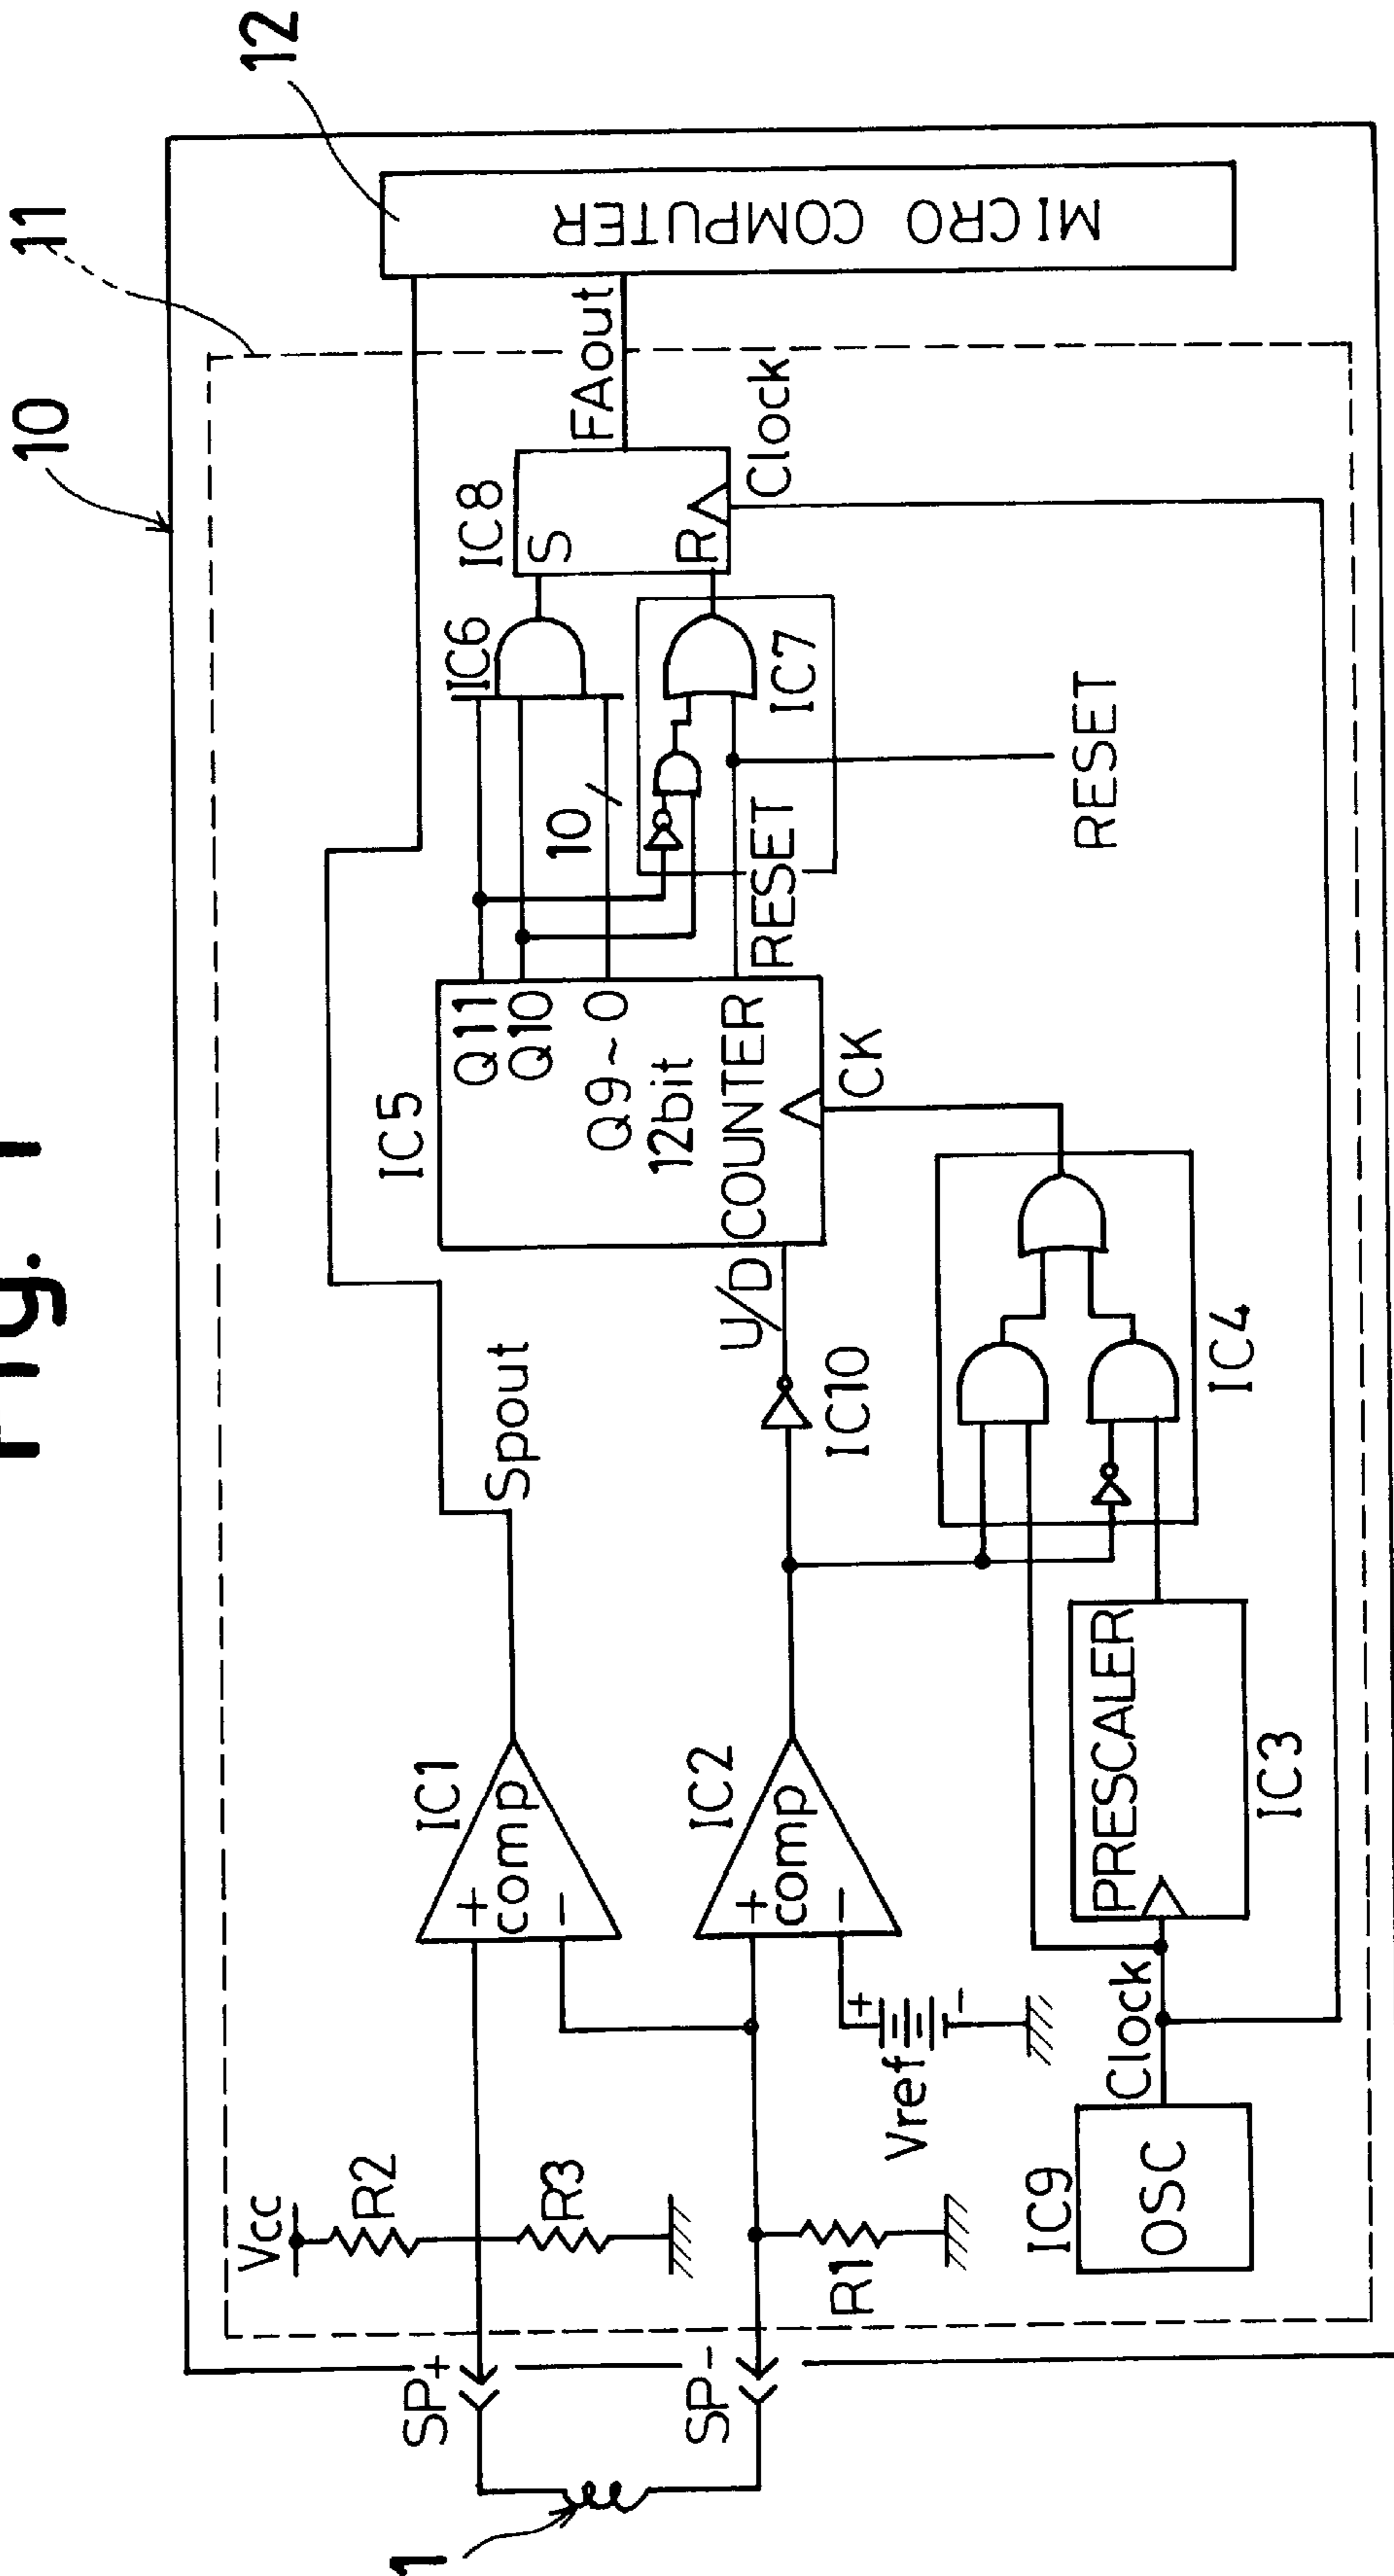 Fig. 1
10
11
12
MICRO COMPUTER
FAout
Clock
IC8
S
R
IC6
IC7
10
RESET
RESET
IC5
Q11
Q10
Q9~0
12bit
COUNTER
CK
U/D
IC10
IC4
Spout
IC1
comp
+
-
IC2
comp
+
-
PRESCALER
IC3
Clock
Vref
+
-
Vcc
R2
R3
R1
IC9
OSC
SP+
SP-
1